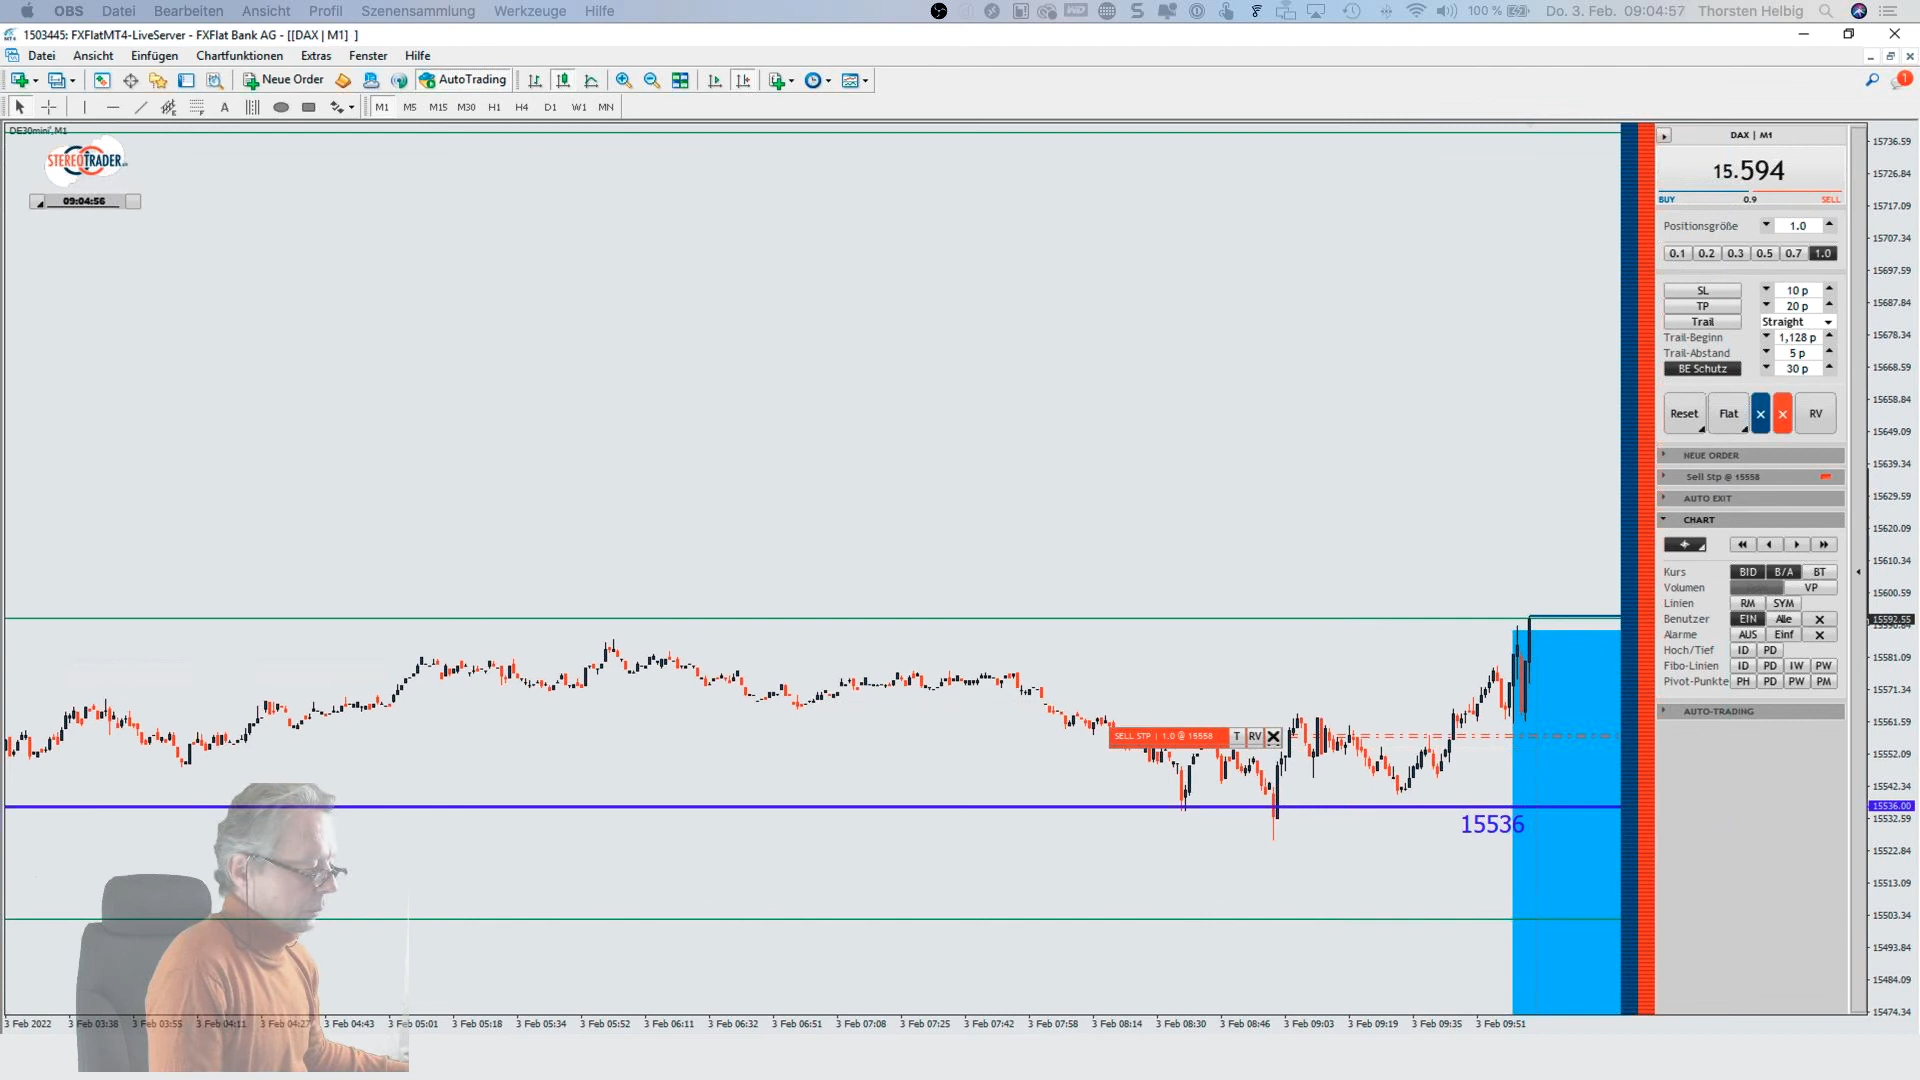 OBS Datei Bearbeiten Ansicht Profil Szenensammlung Werkzeuge Hilfe 100 % Do. 3. Feb. 09:04:57 Thorsten Helbig
1503445: FXFlatMT4-LiveServer - FXFlat Bank AG - [[DAX | M1] ]
Datei Ansicht Einfügen Chartfunktionen Extras Fenster Hilfe
Neue Order AutoTrading 1
A M1 M5 M15 M30 H1 H4 D1 W1 MN
DE30mini',M1
STEREOTRADER
09:04:56
DAX | M1
15.594
BUY 0.9 SELL
Positionsgröße 1.0
0.1 0.2 0.3 0.5 0.7 1.0
SL 10 p
TP 20 p
Trail Straight
Trail-Beginn 1,128 p
Trail-Abstand 5 p
BE Schutz 30 p
Reset Flat × × RV
NEUE ORDER
Sell Stp @ 15558
AUTO EXIT
CHART
Kurs BID B/A BT
Volumen VP
Linien RM SYM
Benutzer EIN Alle
Alarme AUS Einf
Hoch/Tief ID PD
Fibo-Linien ID PD IW PW
Pivot-Punkte PH PD PW PM
AUTO-TRADING
15736.59
15726.84
15717.09
15707.34
15697.59
15687.84
15678.34
15668.59
15658.84
15649.09
15639.34
15629.59
15620.09
15610.34
15600.59
15592.55
15581.09
15571.34
15561.59
15552.09
15542.34
15536.00
15532.59
15522.84
15513.09
15503.34
15493.84
15484.09
15474.34
SELL STP | 1.0 @ 15558 T RV
15536
3 Feb 2022 3 Feb 03:38 3 Feb 03:55 3 Feb 04:11 3 Feb 04:27 3 Feb 04:43 3 Feb 05:01 3 Feb 05:18 3 Feb 05:34 3 Feb 05:52 3 Feb 06:11 3 Feb 06:32 3 Feb 06:51 3 Feb 07:08 3 Feb 07:25 3 Feb 07:42 3 Feb 07:58 3 Feb 08:14 3 Feb 08:30 3 Feb 08:46 3 Feb 09:03 3 Feb 09:19 3 Feb 09:35 3 Feb 09:51